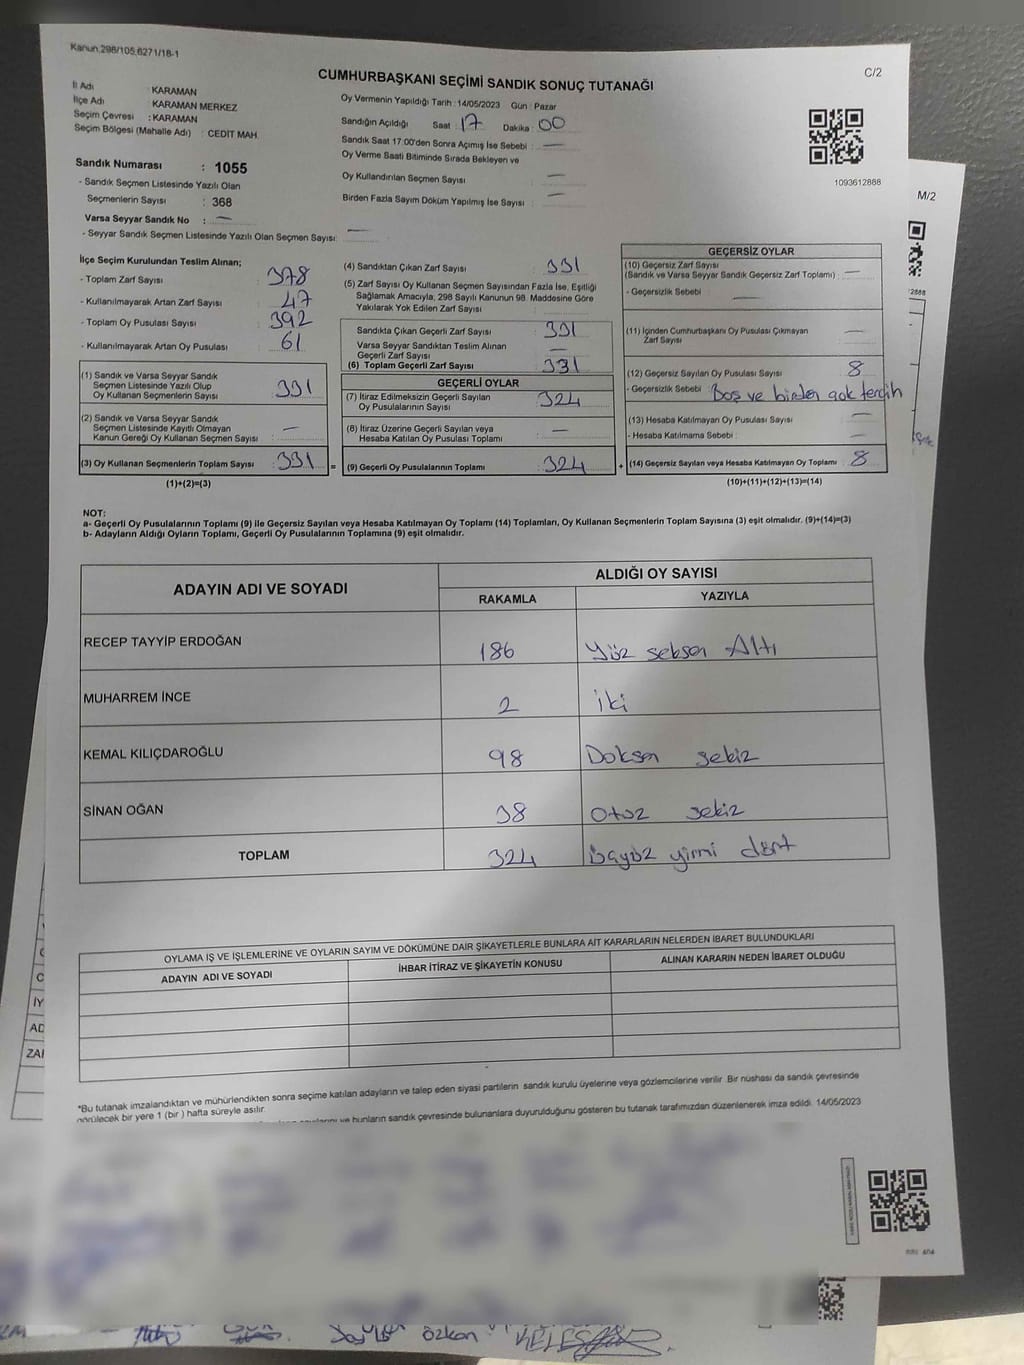 Kanun:298/105,6271/18-1
C/2
CUMHURBAŞKANI SEÇİMİ SANDIK SONUÇ TUTANAĞI
İl Adı : KARAMAN
İlçe Adı : KARAMAN MERKEZ
Seçim Çevresi : KARAMAN
Seçim Bölgesi (Mahalle Adı) : CEDİT MAH.
Sandık Numarası : 1055
- Sandık Seçmen Listesinde Yazılı Olan
Seçmenlerin Sayısı : 368
Varsa Seyyar Sandık No : —
- Seyyar Sandık Seçmen Listesinde Yazılı Olan Seçmen Sayısı: —
Oy Vermenin Yapıldığı Tarih : 14/05/2023 Gün : Pazar
Sandığın Açıldığı Saat : 17 Dakika : 00
Sandık Saat 17:00'den Sonra Açımış İse Sebebi : —
Oy Verme Saati Bitiminde Sırada Bekleyen ve
Oy Kullandırılan Seçmen Sayısı : —
Birden Fazla Sayım Döküm Yapılmış İse Sayısı : —
1093612888
M/2
İlçe Seçim Kurulundan Teslim Alınan;
- Toplam Zarf Sayısı : 378
- Kullanılmayarak Artan Zarf Sayısı : 47
- Toplam Oy Pusulası Sayısı : 392
- Kullanılmayarak Artan Oy Pusulası : 61
(1) Sandık ve Varsa Seyyar Sandık
Seçmen Listesinde Yazılı Olup
Oy Kullanan Seçmenlerin Sayısı : 331
(2) Sandık ve Varsa Seyyar Sandık
Seçmen Listesinde Kayıtlı Olmayan
Kanun Gereği Oy Kullanan Seçmen Sayısı : —
(3) Oy Kullanan Seçmenlerin Toplam Sayısı : 331
(1)+(2)=(3)
(4) Sandıktan Çıkan Zarf Sayısı : 331
(5) Zarf Sayısı Oy Kullanan Seçmen Sayısından Fazla İse, Eşitliği
Sağlamak Amacıyla, 298 Sayılı Kanunun 98. Maddesine Göre
Yakılarak Yok Edilen Zarf Sayısı :
Sandıkta Çıkan Geçerli Zarf Sayısı : 331
Varsa Seyyar Sandıktan Teslim Alınan
Geçerli Zarf Sayısı : —
(6) Toplam Geçerli Zarf Sayısı : 331
GEÇERLİ OYLAR
(7) İtiraz Edilmeksizin Geçerli Sayılan
Oy Pusulalarının Sayısı : 324
(8) İtiraz Üzerine Geçerli Sayılan veya
Hesaba Katılan Oy Pusulası Toplamı : —
= (9) Geçerli Oy Pusulalarının Toplamı : 324
GEÇERSİZ OYLAR
(10) Geçersiz Zarf Sayısı
(Sandık ve Varsa Seyyar Sandık Geçersiz Zarf Toplamı) : —
- Geçersizlik Sebebi : —
(11) İçinden Cumhurbaşkanı Oy Pusulası Çıkmayan
Zarf Sayısı : —
(12) Geçersiz Sayılan Oy Pusulası Sayısı : 8
- Geçersizlik Sebebi : Boş ve birden çok tercih
(13) Hesaba Katılmayan Oy Pusulası Sayısı : —
- Hesaba Katılmama Sebebi : —
+ (14) Geçersiz Sayılan veya Hesaba Katılmayan Oy Toplamı : 8
(10)+(11)+(12)+(13)=(14)
NOT:
a- Geçerli Oy Pusulalarının Toplamı (9) ile Geçersiz Sayılan veya Hesaba Katılmayan Oy Toplamı (14) Toplamları, Oy Kullanan Seçmenlerin Toplam Sayısına (3) eşit olmalıdır. (9)+(14)=(3)
b- Adayların Aldığı Oyların Toplamı, Geçerli Oy Pusulalarının Toplamına (9) eşit olmalıdır.
ADAYIN ADI VE SOYADI
ALDIĞI OY SAYISI
RAKAMLA YAZIYLA
RECEP TAYYİP ERDOĞAN 186 Yüz seksen Altı
MUHARREM İNCE 2 iki
KEMAL KILIÇDAROĞLU 98 Doksan sekiz
SİNAN OĞAN 38 Otuz sekiz
TOPLAM 324 üçyüz yirmi dört
OYLAMA İŞ VE İŞLEMLERİNE VE OYLARIN SAYIM VE DÖKÜMÜNE DAİR ŞİKAYETLERLE BUNLARA AİT KARARLARIN NELERDEN İBARET BULUNDUKLARI
ADAYIN ADI VE SOYADI İHBAR İTİRAZ VE ŞİKAYETİN KONUSU ALINAN KARARIN NEDEN İBARET OLDUĞU
*Bu tutanak imzalandıktan ve mühürlendikten sonra seçime katılan adayların ve talep eden siyasi partilerin sandık kurulu üyelerine veya gözlemcilerine verilir. Bir nüshası da sandık çevresinde
görülecek bir yere 1 (bir ) hafta süreyle asılır.
ve bunların sandık çevresinde bulunanlara duyurulduğunu gösteren bu tutanak tarafımızdan düzenlenerek imza edildi. 14/05/2023
özkan
KELEŞ